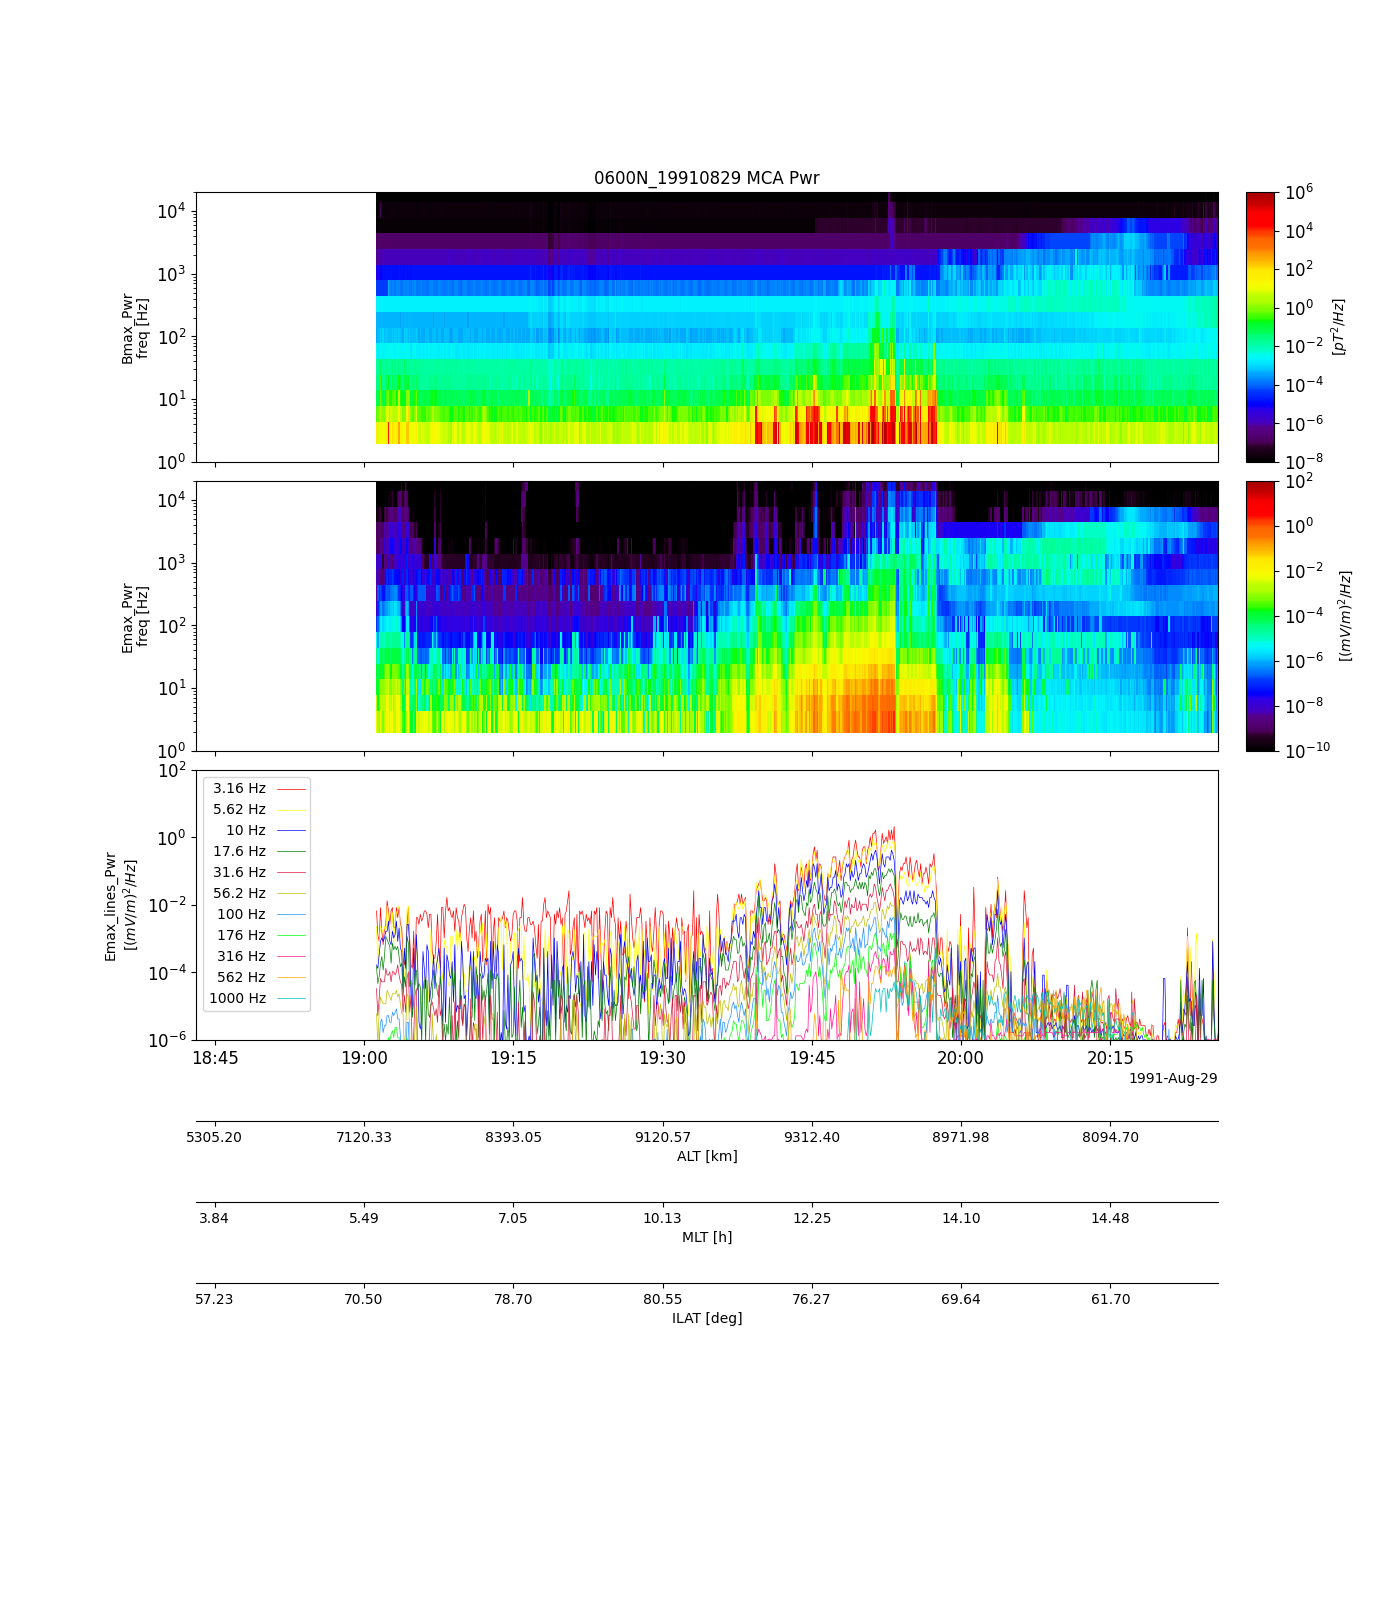 0600N_19910829 MCA Pwr
Bmax_Pwr
freq [Hz]
10^4
10^3
10^2
10^1
10^0
10^6
10^4
10^2
10^0
10^-2
10^-4
10^-6
10^-8
[pT^2/Hz]
Emax_Pwr
freq [Hz]
10^4
10^3
10^2
10^1
10^0
10^2
10^0
10^-2
10^-4
10^-6
10^-8
10^-10
[(mV/m)^2/Hz]
Emax_lines_Pwr
[(mV/m)^2/Hz]
10^2
10^0
10^-2
10^-4
10^-6
3.16 Hz
5.62 Hz
10 Hz
17.6 Hz
31.6 Hz
56.2 Hz
100 Hz
176 Hz
316 Hz
562 Hz
1000 Hz
18:45 19:00 19:15 19:30 19:45 20:00 20:15
1991-Aug-29
5305.20 7120.33 8393.05 9120.57 9312.40 8971.98 8094.70
ALT [km]
3.84 5.49 7.05 10.13 12.25 14.10 14.48
MLT [h]
57.23 70.50 78.70 80.55 76.27 69.64 61.70
ILAT [deg]